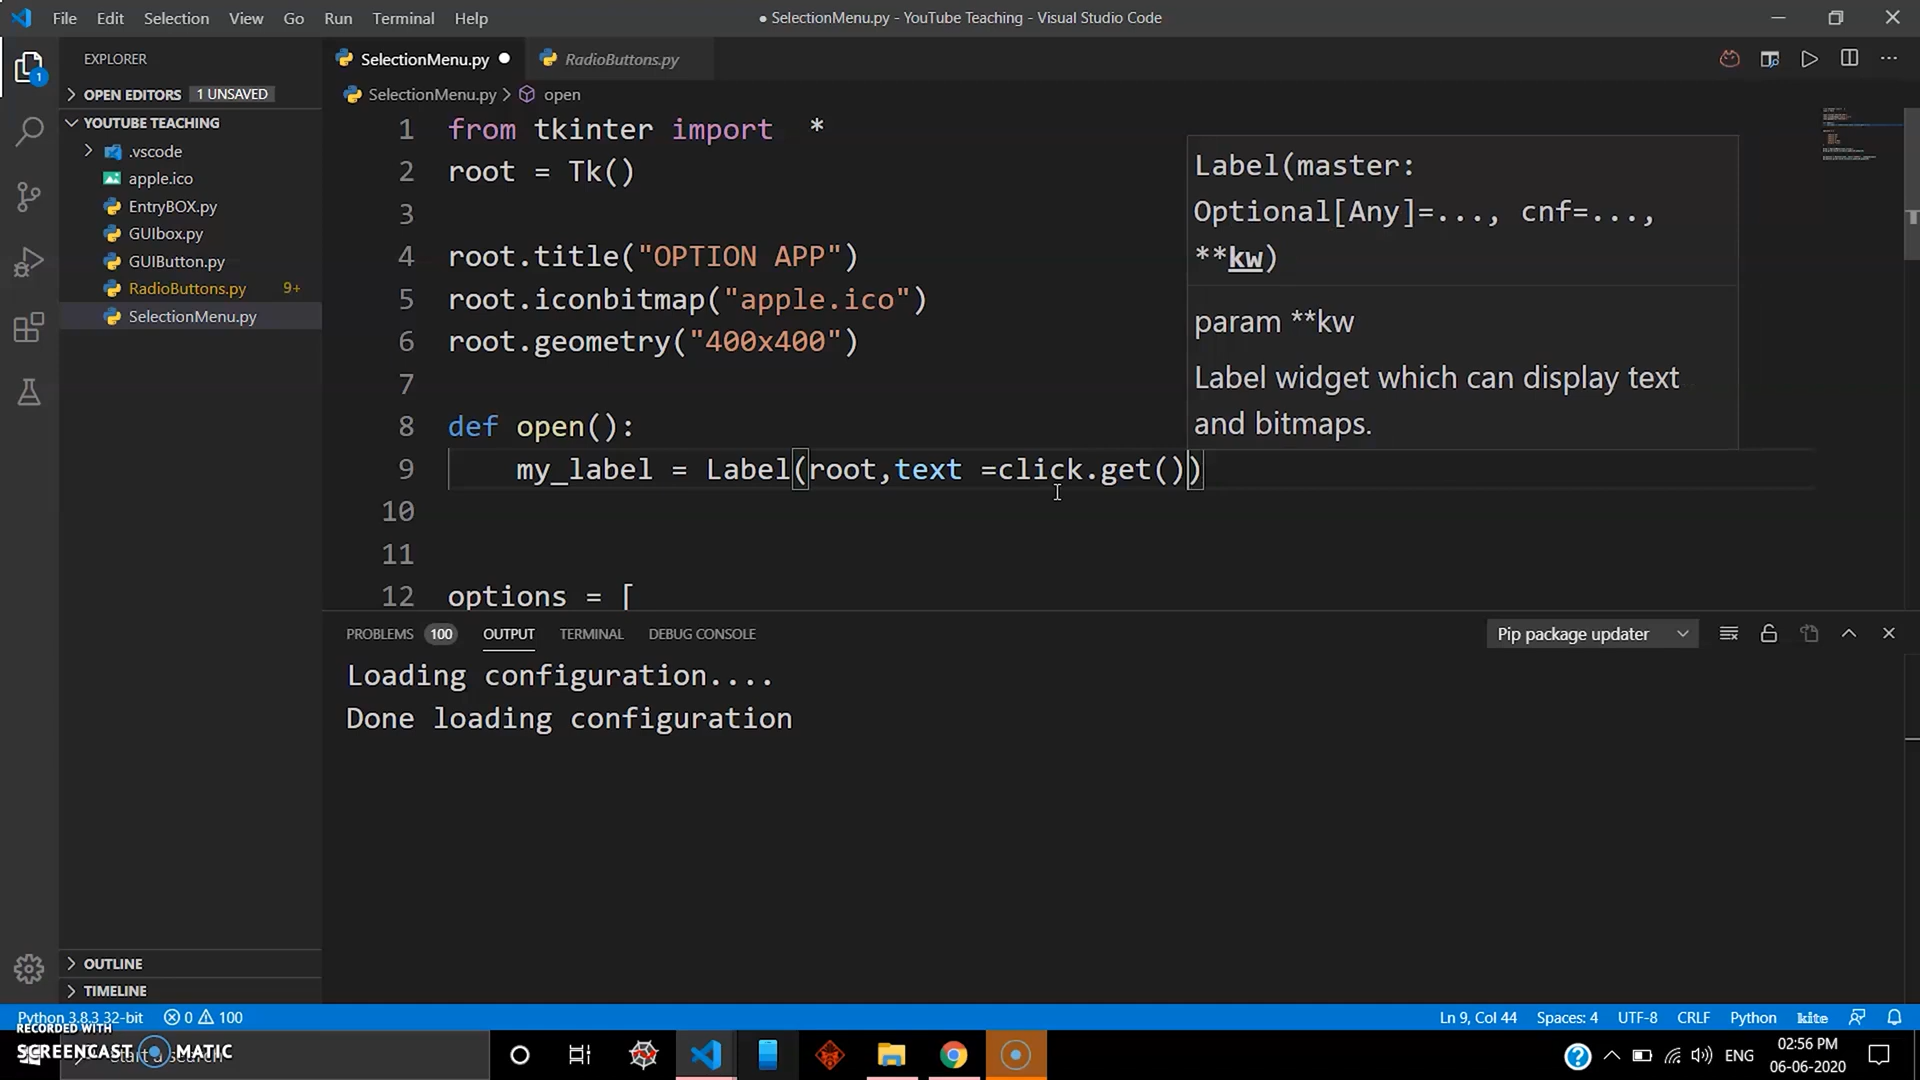 File Edit Selection View Go Run Terminal Help
● SelectionMenu.py - YouTube Teaching - Visual Studio Code
EXPLORER
OPEN EDITORS 1 UNSAVED
YOUTUBE TEACHING
.vscode
apple.ico
EntryBOX.py
GUIbox.py
GUIButton.py
RadioButtons.py 9+
SelectionMenu.py
OUTLINE
TIMELINE
1
SelectionMenu.py
RadioButtons.py
SelectionMenu.py > open
1 from tkinter import *
2 root = Tk()
3
4 root.title("OPTION APP")
5 root.iconbitmap("apple.ico")
6 root.geometry("400x400")
7
8 def open():
9 my_label = Label(root,text =click.get())
10
11
12 options = [
Label(master:
Optional[Any]=..., cnf=...,
**kw)
param **kw
Label widget which can display text
and bitmaps.
PROBLEMS 100 OUTPUT TERMINAL DEBUG CONSOLE
Pip package updater
Loading configuration....
Done loading configuration
Python 3.8.3 32-bit 0 100
Ln 9, Col 44 Spaces: 4 UTF-8 CRLF Python kite
RECORDED WITH
SCREENCAST MATIC
ENG
02:56 PM
06-06-2020